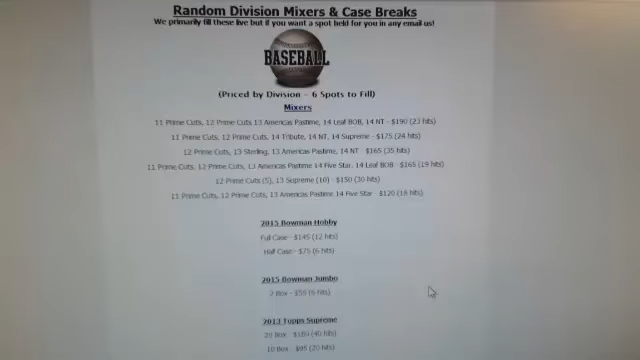 Random Division Mixers & Case Breaks
We primarily fill these live but if you want a spot held for you in any email us!
BASEBALL
(Priced by Division - 6 Spots to Fill)
Mixers
11 Prime Cuts, 12 Prime Cuts 13 Americas Pastime, 14 Leaf BOB, 14 NT - $190 (23 hits)
11 Prime Cuts, 12 Prime Cuts, 14 Tribute, 14 NT, 14 Supreme - $175 (24 hits)
12 Prime Cuts, 13 Sterling, 13 Americas Pastime, 14 NT $165 (35 hits)
11 Prime Cuts, 12 Prime Cuts, 13 Americas Pastime 14 Five Star, 14 Leaf BOB - $165 (19 hits)
12 Prime Cuts (5), 13 Supreme (10) - $150 (30 hits)
11 Prime Cuts, 12 Prime Cuts, 13 Americas Pastime 14 Five Star - $120 (18 hits)
2015 Bowman Hobby
Full Case - $145 (12 hits)
Half Case - $75 (6 hits)
2015 Bowman Jumbo
2 Box - $55 (6 hits)
2013 Topps Supreme
20 Box - $180 (40 hits)
10 Box - $95 (20 hits)